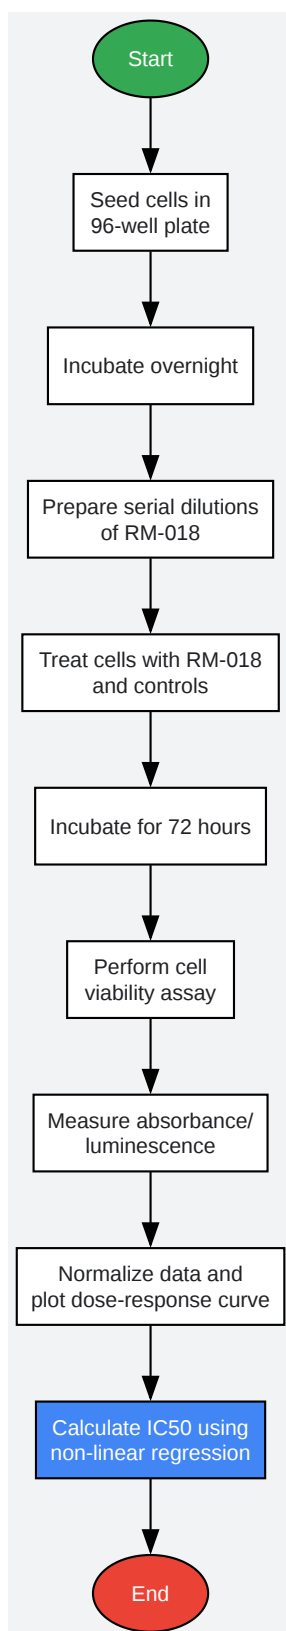 Start
Seed cells in
96-well plate
Incubate overnight
Prepare serial dilutions
of RM-018
Treat cells with RM-018
and controls
Incubate for 72 hours
Perform cell
viability assay
Measure absorbance/
luminescence
Normalize data and
plot dose-response curve
Calculate IC50 using
non-linear regression
End